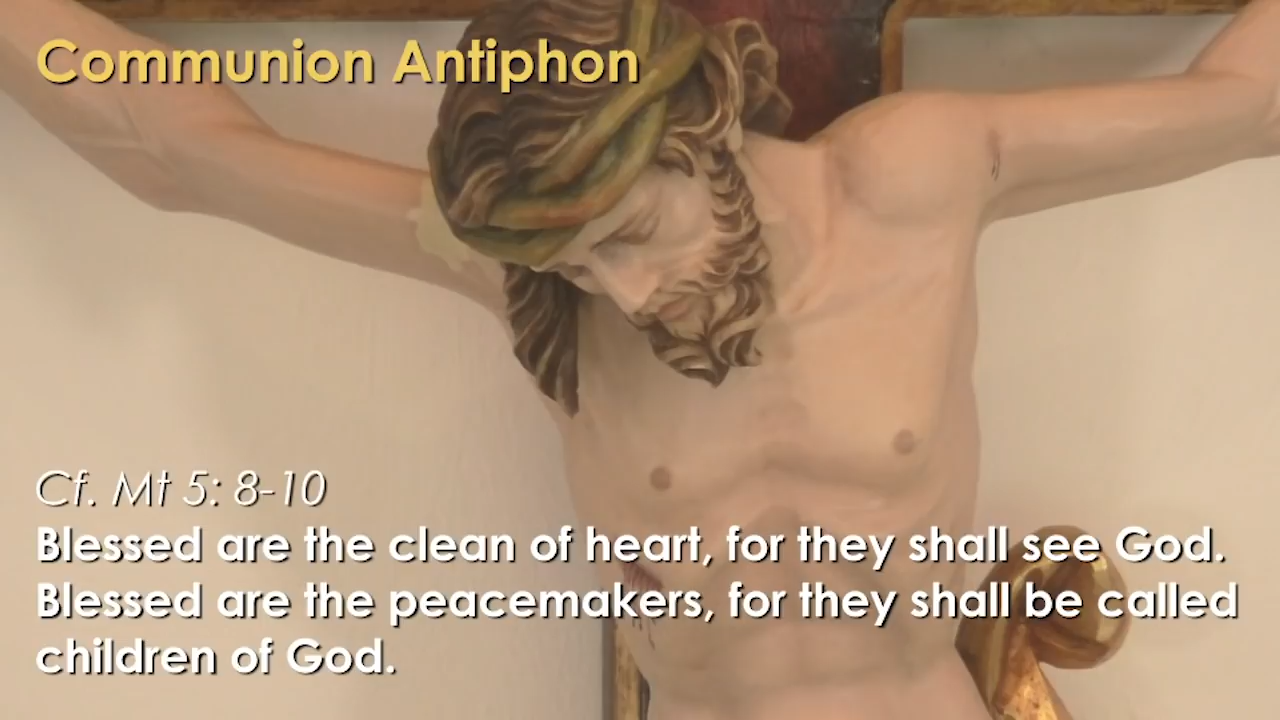 Communion Antiphon
Cf. Mt 5: 8-10
Blessed are the clean of heart, for they shall see God.
Blessed are the peacemakers, for they shall be called
children of God.